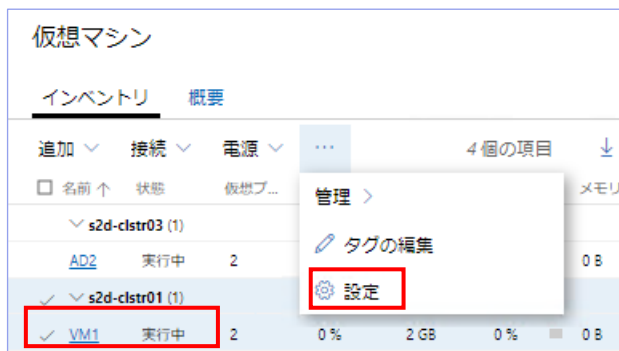 仮想マシン
インベントリ 概要
追加 接続 電源 ... 4 個の項目
名前 ↑ 状態 仮想プ... メモリ
管理 >
s2d-clstr03 (1)
タグの編集
AD2 実行中 2 0 B
設定
s2d-clstr01 (1)
VM1 実行中 2 0 % 2 GB 0 % 0 B